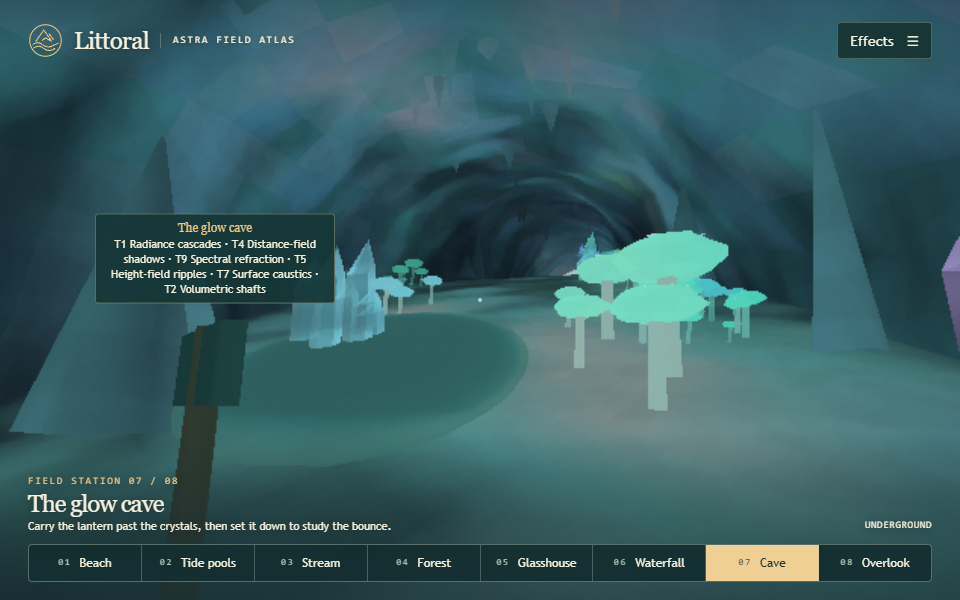 Littoral
ASTRA FIELD ATLAS
Effects
The glow cave
T1 Radiance cascades · T4 Distance-field
shadows · T9 Spectral refraction · T5
Height-field ripples · T7 Surface caustics ·
T2 Volumetric shafts
FIELD STATION 07 / 08
The glow cave
Carry the lantern past the crystals, then set it down to study the bounce.
UNDERGROUND
01 Beach
02 Tide pools
03 Stream
04 Forest
05 Glasshouse
06 Waterfall
07 Cave
08 Overlook